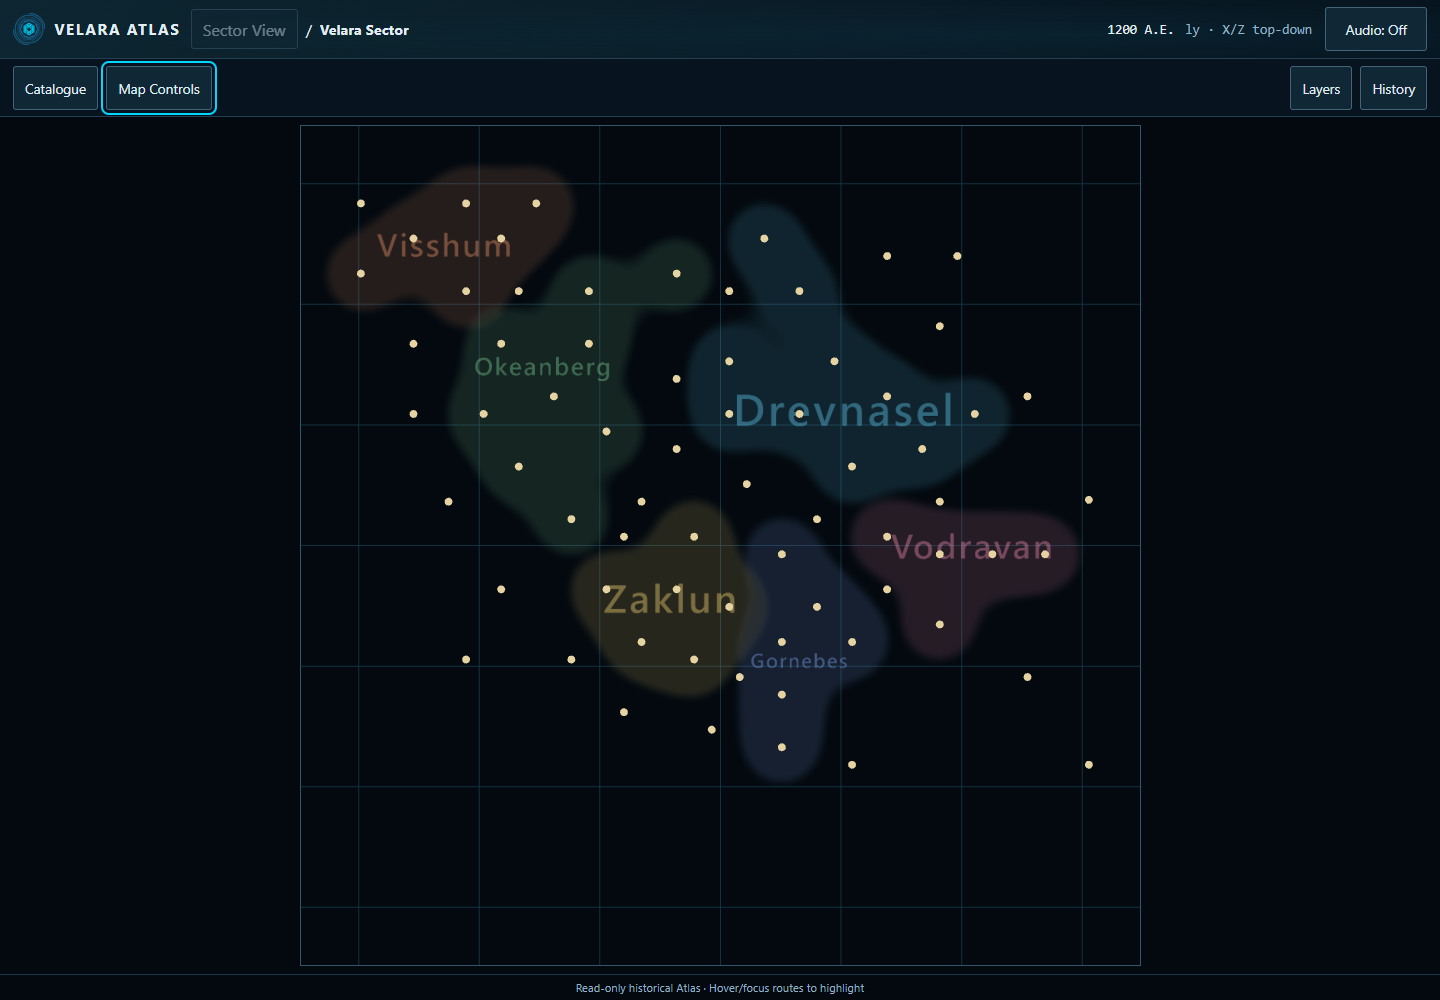 VELARA ATLAS
Sector View
/ Velara Sector
1200 A.E. ly · X/Z top-down
Audio: Off
Catalogue
Map Controls
Layers
History
Visshum
Okeanberg
Drevnasel
Vodravan
Zaklun
Gornebes
Read-only historical Atlas · Hover/focus routes to highlight